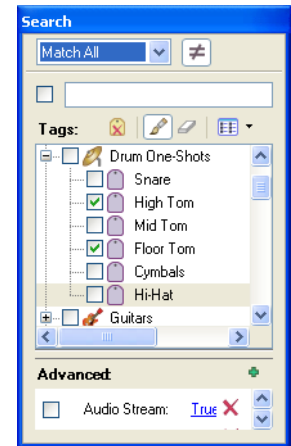 Search
Match All
Tags:
Drum One-Shots
Snare
High Tom
Mid Tom
Floor Tom
Cymbals
Hi-Hat
Guitars
Advanced:
Audio Stream: True